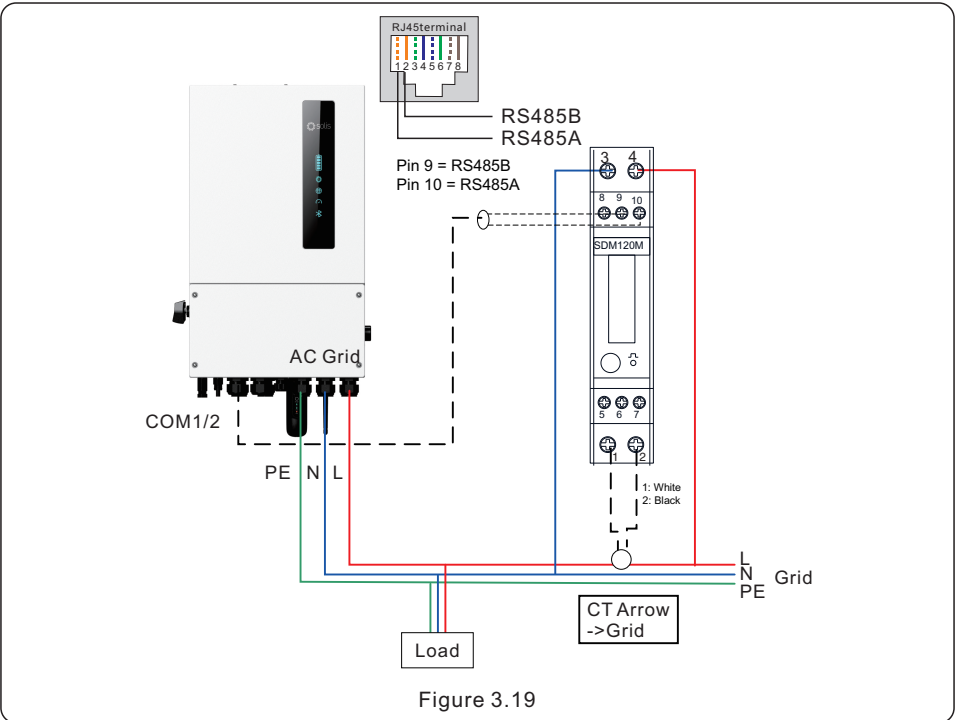 RJ45terminal
1 2 3 4 5 6 7 8
RS485B
RS485A
Pin 9 = RS485B
Pin 10 = RS485A
solis
3 4
8 9 10
SDM120M
AC Grid
COM1/2
5 6 7
1 2
PE N L
1: White
2: Black
L
N
PE
Grid
CT Arrow
->Grid
Load
Figure 3.19